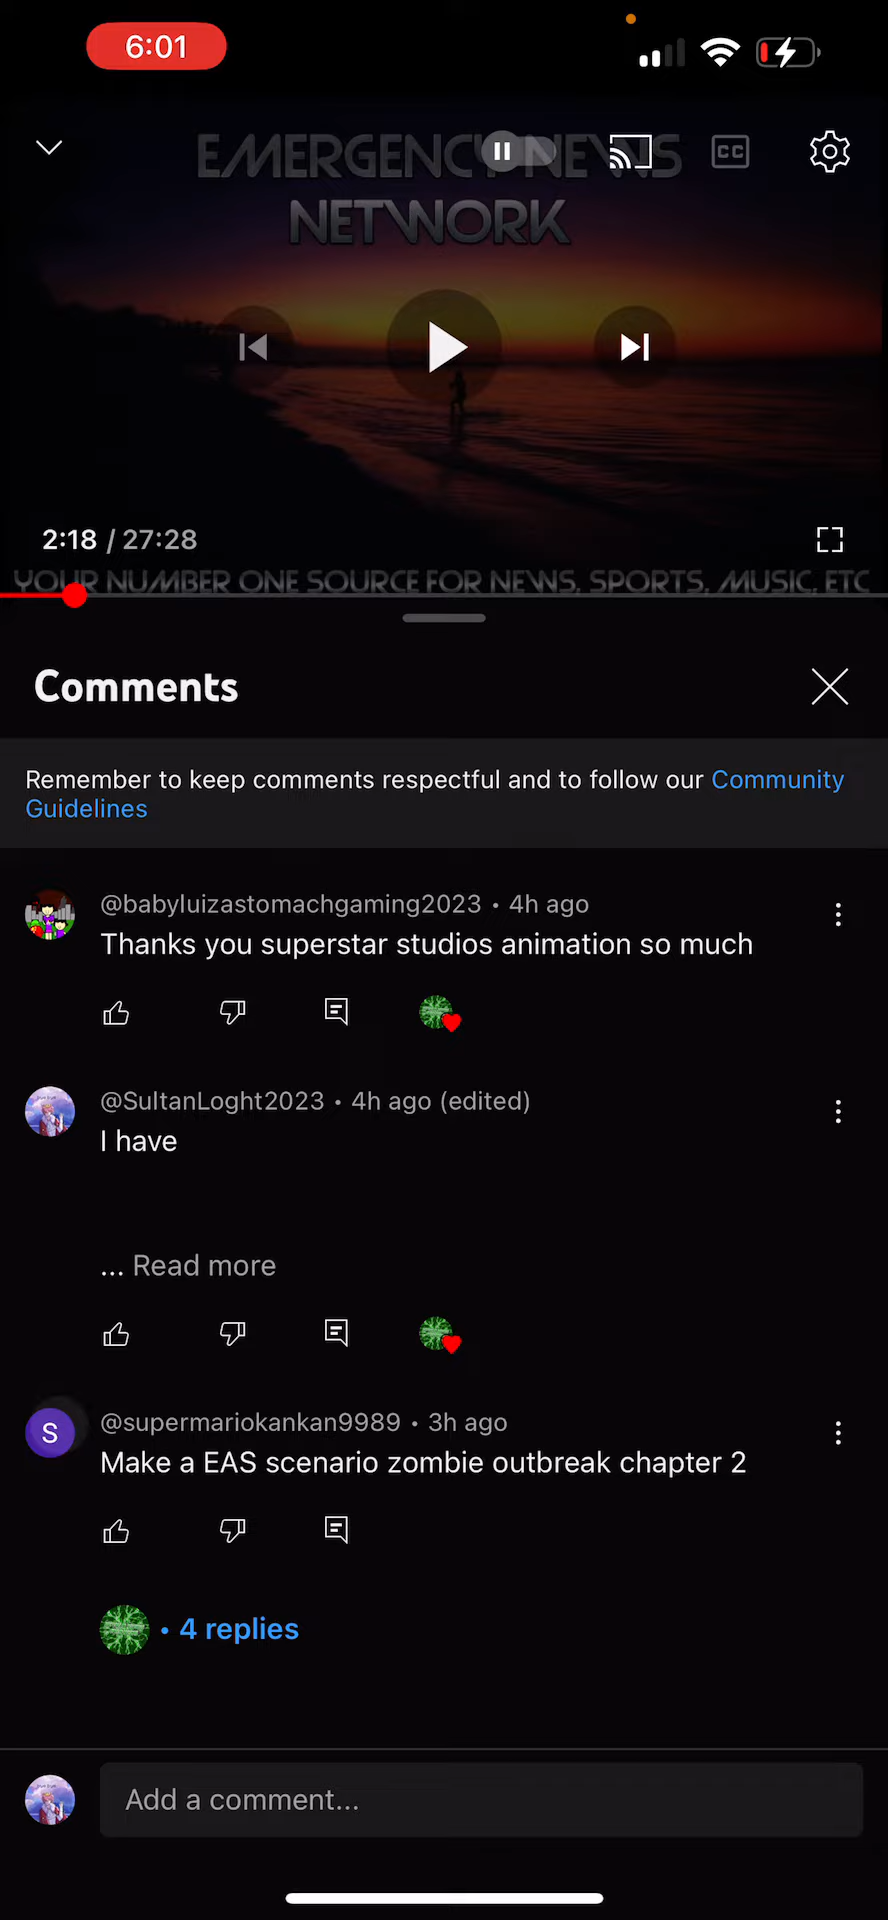 6:01
EMERGENCY NEWS
CC
NETWORK
2:18 / 27:28
YOUR NUMBER ONE SOURCE FOR NEWS, SPORTS, MUSIC, ETC
Comments
Remember to keep comments respectful and to follow our Community
Guidelines
@babyluizastomachgaming2023 • 4h ago
Thanks you superstar studios animation so much
@SultanLoght2023 • 4h ago (edited)
I have
... Read more
S
@supermariokankan9989 • 3h ago
Make a EAS scenario zombie outbreak chapter 2
• 4 replies
Add a comment...